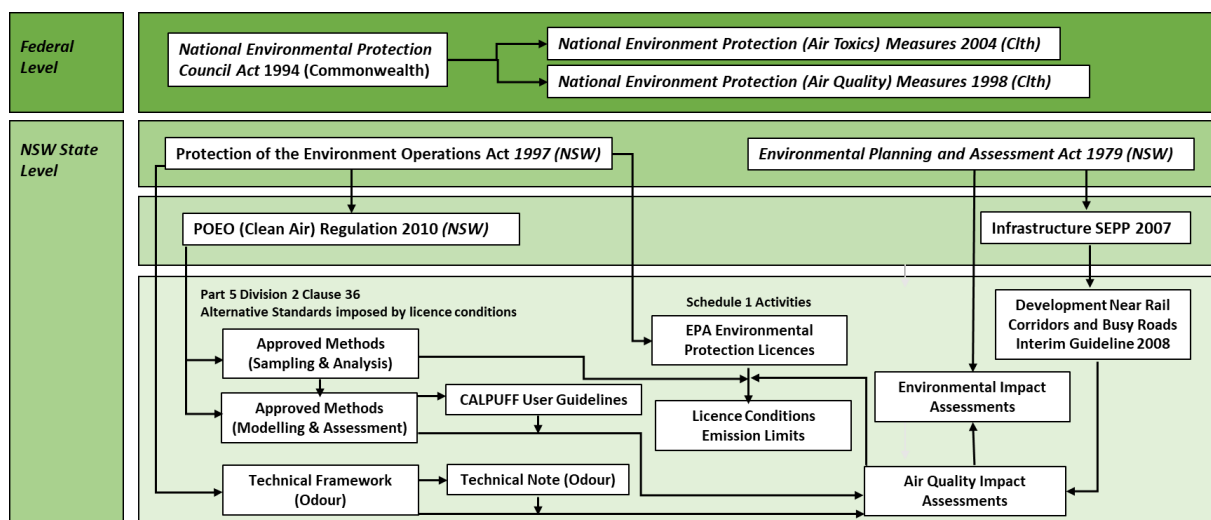 Federal
Level
National Environmental Protection
Council Act 1994 (Commonwealth)
National Environment Protection (Air Toxics) Measures 2004 (Clth)
National Environment Protection (Air Quality) Measures 1998 (Clth)
NSW State
Level
Protection of the Environment Operations Act 1997 (NSW)
Environmental Planning and Assessment Act 1979 (NSW)
POEO (Clean Air) Regulation 2010 (NSW)
Infrastructure SEPP 2007
Part 5 Division 2 Clause 36
Alternative Standards imposed by licence conditions
Schedule 1 Activities
Approved Methods
(Sampling & Analysis)
EPA Environmental
Protection Licences
Development Near Rail
Corridors and Busy Roads
Interim Guideline 2008
Approved Methods
(Modelling & Assessment)
CALPUFF User Guidelines
Licence Conditions
Emission Limits
Environmental Impact
Assessments
Technical Framework
(Odour)
Technical Note (Odour)
Air Quality Impact
Assessments